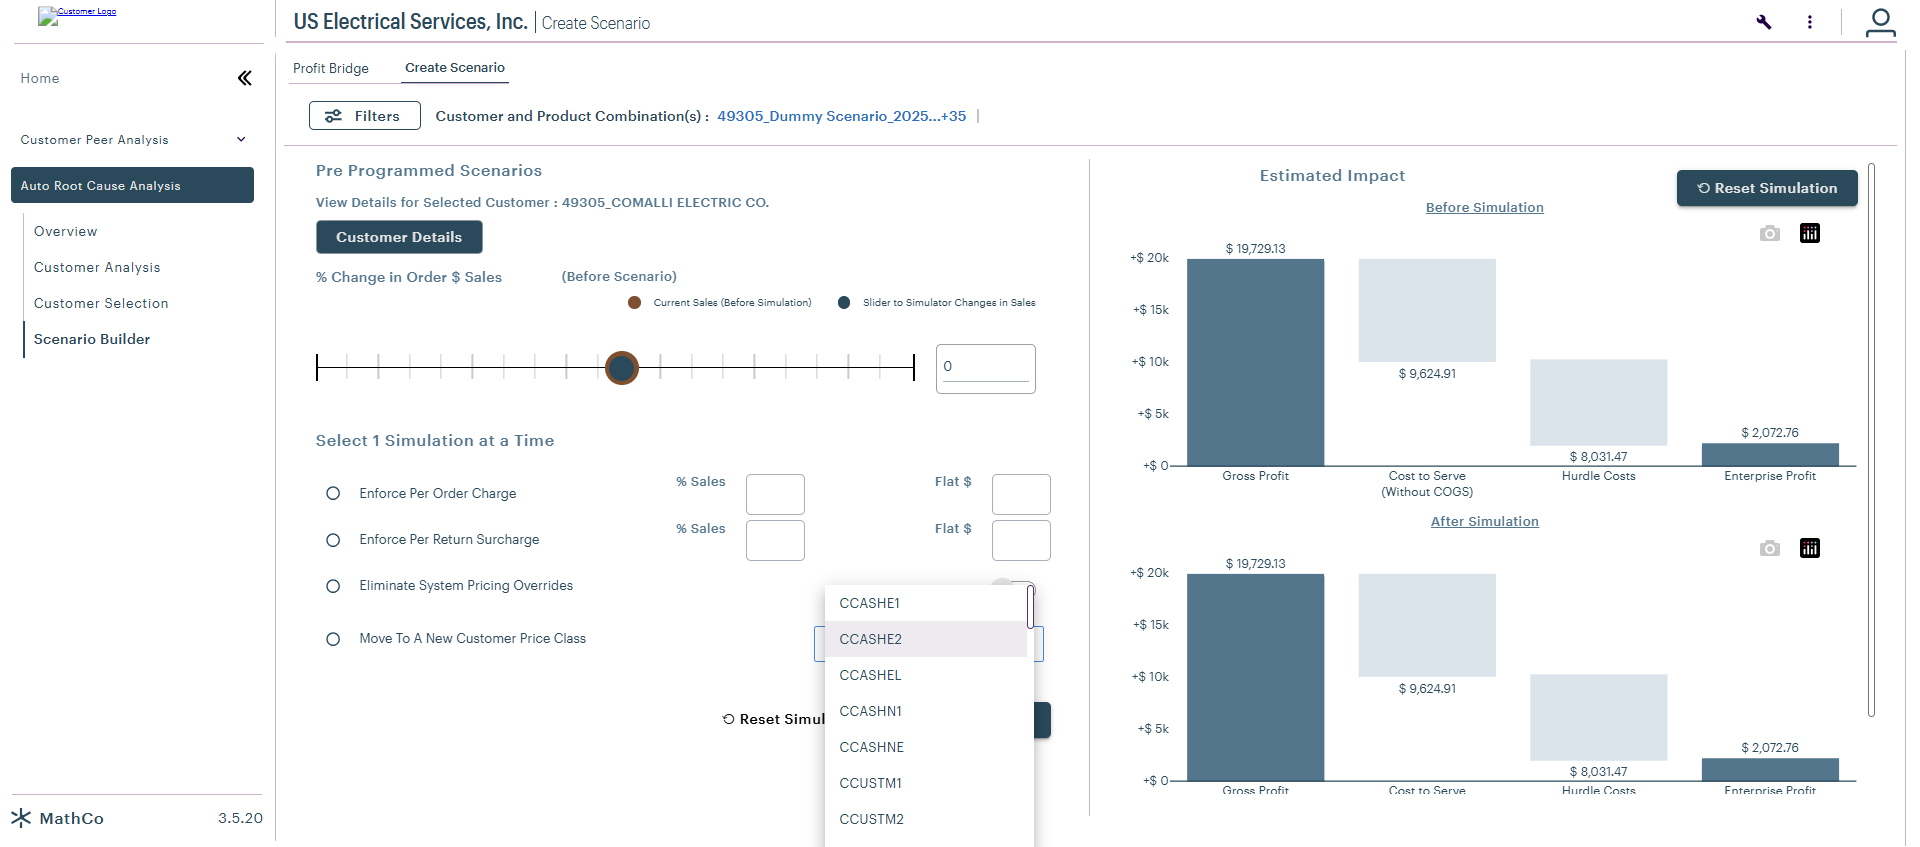 Customer Logo
US Electrical Services, Inc. | Create Scenario
Home
Customer Peer Analysis
Auto Root Cause Analysis
Overview
Customer Analysis
Customer Selection
Scenario Builder
MathCo
3.5.20
Profit Bridge
Create Scenario
Filters
Customer and Product Combination(s) : 49305_Dummy Scenario_2025...+35 |
Pre Programmed Scenarios
View Details for Selected Customer : 49305_COMALLI ELECTRIC CO.
Customer Details
% Change in Order $ Sales
(Before Scenario)
Current Sales (Before Simulation)
Slider to Simulator Changes in Sales
0
Select 1 Simulation at a Time
Enforce Per Order Charge
% Sales
Flat $
Enforce Per Return Surcharge
% Sales
Flat $
Eliminate System Pricing Overrides
Move To A New Customer Price Class
CCASHE1
CCASHE2
CCASHEL
CCASHN1
CCASHNE
CCUSTM1
CCUSTM2
Reset Simul
Estimated Impact
Reset Simulation
Before Simulation
+$ 20k
+$ 15k
+$ 10k
+$ 5k
+$ 0
$ 19,729.13
$ 9,624.91
$ 8,031.47
$ 2,072.76
Gross Profit
Cost to Serve
(Without COGS)
Hurdle Costs
Enterprise Profit
After Simulation
+$ 20k
+$ 15k
+$ 10k
+$ 5k
+$ 0
$ 19,729.13
$ 9,624.91
$ 8,031.47
$ 2,072.76
Gross Profit
Cost to Serve
Hurdle Costs
Enterprise Profit